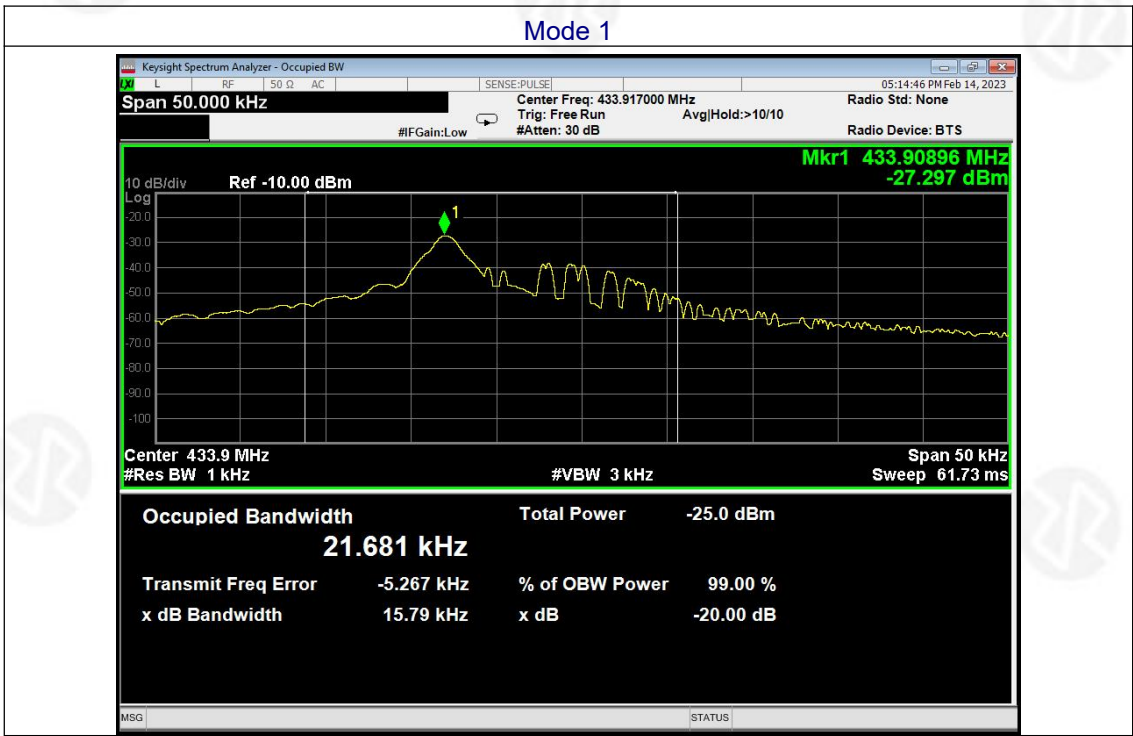 Mode 1
Keysight Spectrum Analyzer - Occupied BW
LXI L RF 50 Ω AC SENSE:PULSE 05:14:46 PM Feb 14, 2023
Span 50.000 kHz Center Freq: 433.917000 MHz Radio Std: None
Trig: Free Run Avg|Hold:>10/10
#IFGain:Low #Atten: 30 dB Radio Device: BTS
Mkr1 433.90896 MHz
10 dB/div Ref -10.00 dBm -27.297 dBm
Log
1
-20.0
-30.0
-40.0
-50.0
-60.0
-70.0
-80.0
-90.0
-100
Center 433.9 MHz Span 50 kHz
#Res BW 1 kHz #VBW 3 kHz Sweep 61.73 ms
Occupied Bandwidth Total Power -25.0 dBm
21.681 kHz
Transmit Freq Error -5.267 kHz % of OBW Power 99.00 %
x dB Bandwidth 15.79 kHz x dB -20.00 dB
MSG STATUS